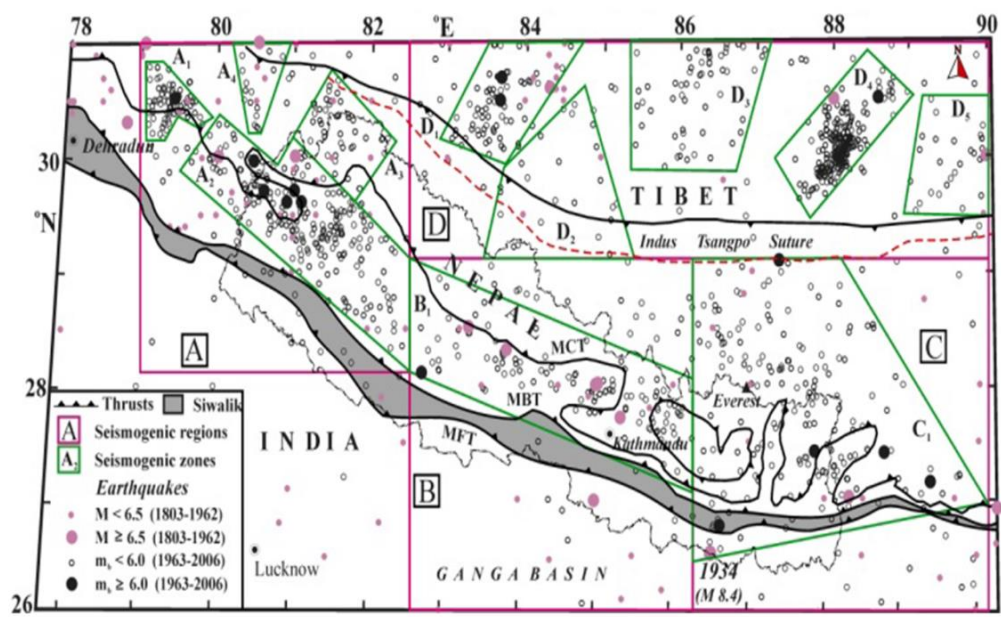 78 80 82 °E 84 86 88 90
N
A1
A4
D1
D3
D4
D5
Dehradun
30
A2
A3
TIBET
°N
D
D2
Indus Tsangpo Suture
NEPAL
B1
A
C
MCT
28
MBT
Everest
Thrusts Siwalik
C1
A Seismogenic regions
INDIA
MFT
Kathmandu
A2 Seismogenic zones
B
Earthquakes
M < 6.5 (1803-1962)
M ≥ 6.5 (1803-1962)
mb < 6.0 (1963-2006)
Lucknow
GANGA BASIN
1934
mb ≥ 6.0 (1963-2006)
(M 8.4)
26